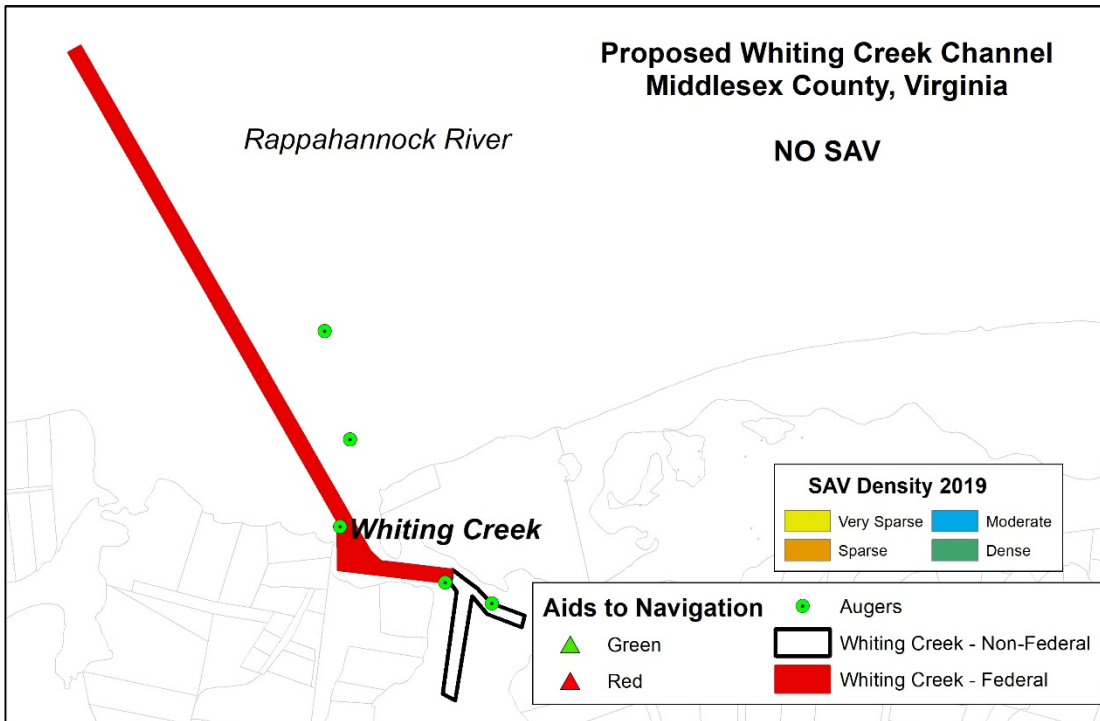 Proposed Whiting Creek Channel
Middlesex County, Virginia
NO SAV
Rappahannock River
Whiting Creek
SAV Density 2019
Very Sparse
Moderate
Sparse
Dense
Aids to Navigation
Augers
Green
Whiting Creek - Non-Federal
Red
Whiting Creek - Federal